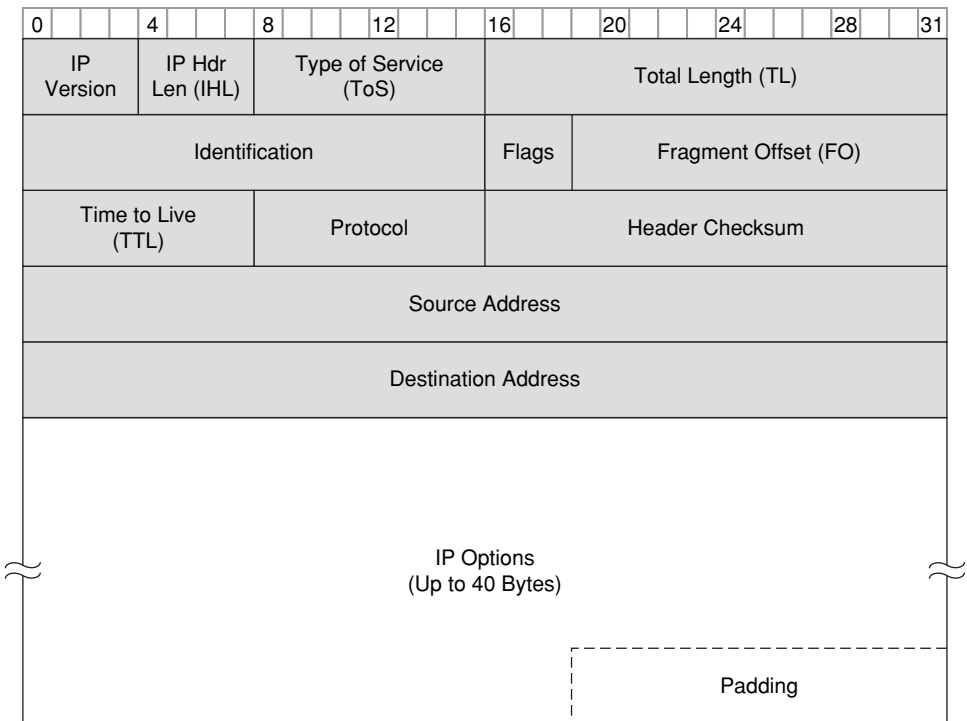 0 4 8 12 16 20 24 28 31
IP
Version
IP Hdr
Len (IHL)
Type of Service
(ToS)
Total Length (TL)
Identification
Flags
Fragment Offset (FO)
Time to Live
(TTL)
Protocol
Header Checksum
Source Address
Destination Address
IP Options
(Up to 40 Bytes)
Padding